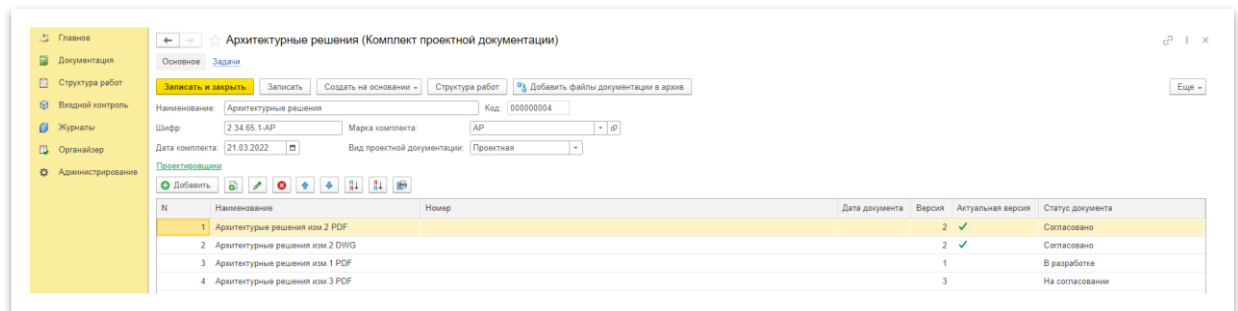 Главное
Документация
Структура работ
Входной контроль
Журналы
Органайзер
Администрирование
Архитектурные решения (Комплект проектной документации)
Основное Задачи
Записать и закрыть Записать Создать на основании Структура работ Добавить файлы документации в архив Еще
Наименование: Архитектурные решения Код: 000000004
Шифр: 2.34.65.1-АР Марка комплекта: АР
Дата комплекта: 21.03.2022 Вид проектной документации: Проектная
Проектировщики
Добавить
N Наименование Номер Дата документа Версия Актуальная версия Статус документа
1 Архитектурые решения изм.2 PDF 2 Согласовано
2 Архитектурные решения изм.2 DWG 2 Согласовано
3 Архитектурные решения изм.1 PDF 1 В разработке
4 Архитектурные решения изм.3 PDF 3 На согласовании